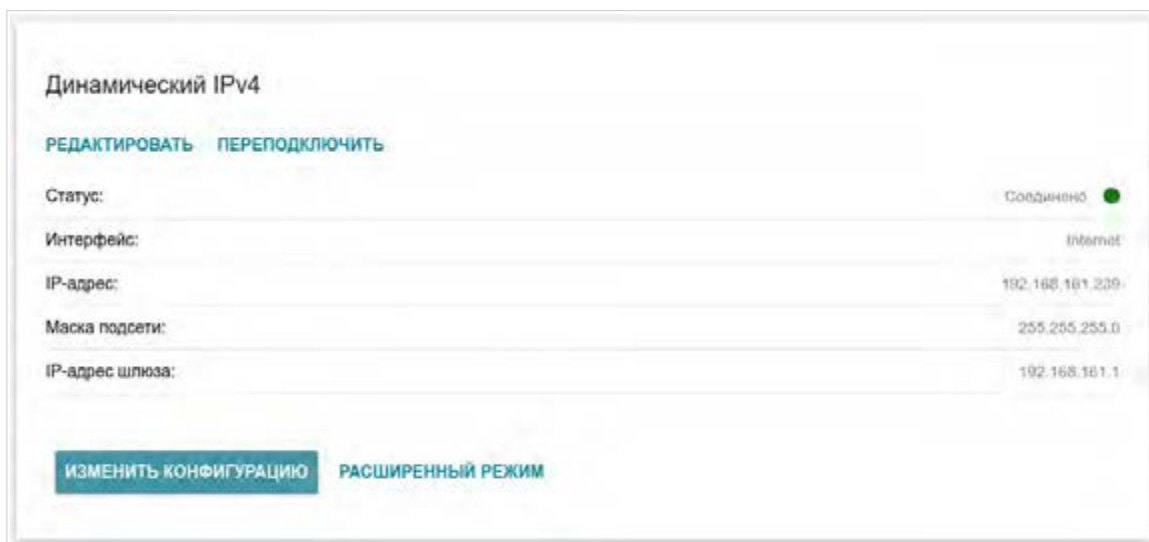 Динамический IPv4
РЕДАКТИРОВАТЬ ПЕРЕПОДКЛЮЧИТЬ
Статус: Соединено
Интерфейс: Internet
IP-адрес: 192.168.161.239
Маска подсети: 255.255.255.0
IP-адрес шлюза: 192.168.161.1
ИЗМЕНИТЬ КОНФИГУРАЦИЮ РАСШИРЕННЫЙ РЕЖИМ